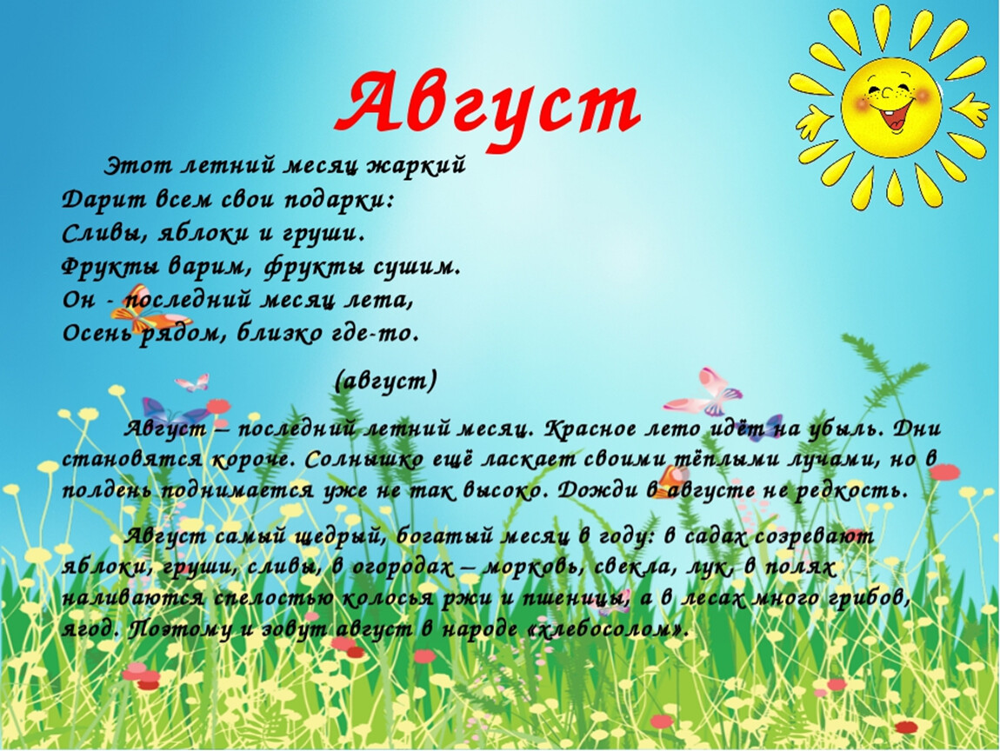 Август
Этот летний месяц жаркий
Дарит всем свои подарки:
Сливы, яблоки и груши.
Фрукты варим, фрукты сушим.
Он - последний месяц лета,
Осень рядом, близко где-то.
(август)
Август – последний летний месяц. Красное лето идёт на убыль. Дни
становятся короче. Солнышко ещё ласкает своими тёплыми лучами, но в
полдень поднимается уже не так высоко. Дожди в августе не редкость.
Август самый щедрый, богатый месяц в году: в садах созревают
яблоки, груши, сливы, в огородах – морковь, свекла, лук, в полях
наливаются спелостью колосья ржи и пшеницы, а в лесах много грибов,
ягод. Поэтому и зовут август в народе «хлебосолом».